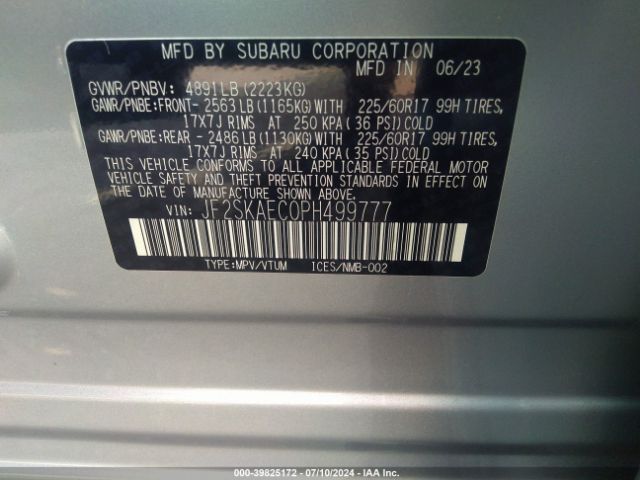 MFD BY SUBARU CORPORATION
MFD IN 06/23
GVWR/PNBV: 4891LB(2223KG)
GAWR/PNBE:FRONT- 2563LB(1165KG)WITH 225/60R17 99H TIRES,
17X7J RIMS AT 250 KPA(36 PSI)COLD
GAWR/PNBE:REAR - 2486LB(1130KG)WITH 225/60R17 99H TIRES,
17X7J RIMS AT 240 KPA(35 PSI)COLD
THIS VEHICLE CONFORMS TO ALL APPLICABLE FEDERAL MOTOR
VEHICLE SAFETY AND THEFT PREVENTION STANDARDS IN EFFECT ON
THE DATE OF MANUFACTURE SHOWN ABOVE.
VIN: JF2SKAEC0PH499777
TYPE:MPV/VTUM ICES/NMB-002
000-39825172 - 07/10/2024 - IAA Inc.